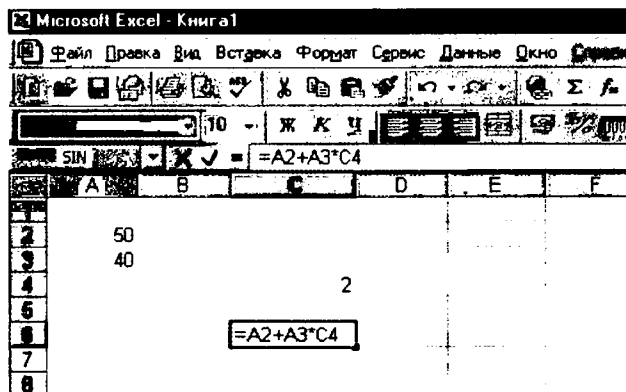 Microsoft Excel - Книга1
Файл Правка Вид Вставка Формат Сервис Данные Окно
10 Ж К Ч Σ f
SIN = =A2+A3*C4
A B C D E F
2 50
3 40
4 2
5
6 =A2+A3*C4
7
8